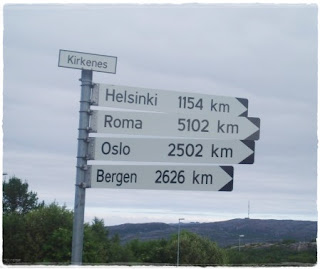 Kirkenes
Helsinki 1154 km
Roma 5102 km
Oslo 2502 km
Bergen 2626 km